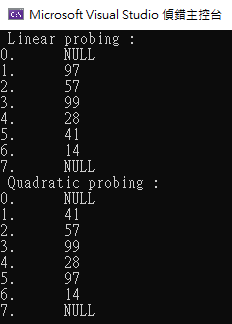 Microsoft Visual Studio 偵錯主控台
Linear probing :
0. NULL
1. 97
2. 57
3. 99
4. 28
5. 41
6. 14
7. NULL
Quadratic probing :
0. NULL
1. 41
2. 57
3. 99
4. 28
5. 97
6. 14
7. NULL